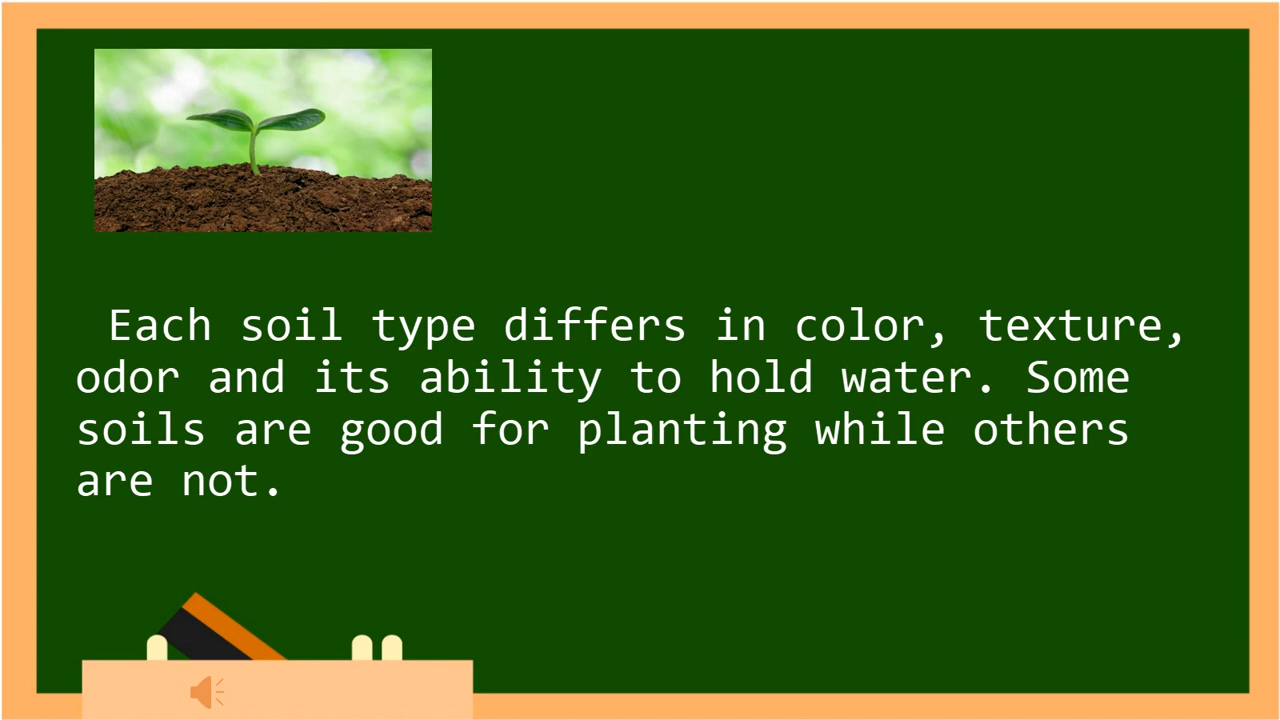 Each soil type differs in color, texture,
odor and its ability to hold water. Some
soils are good for planting while others
are not.